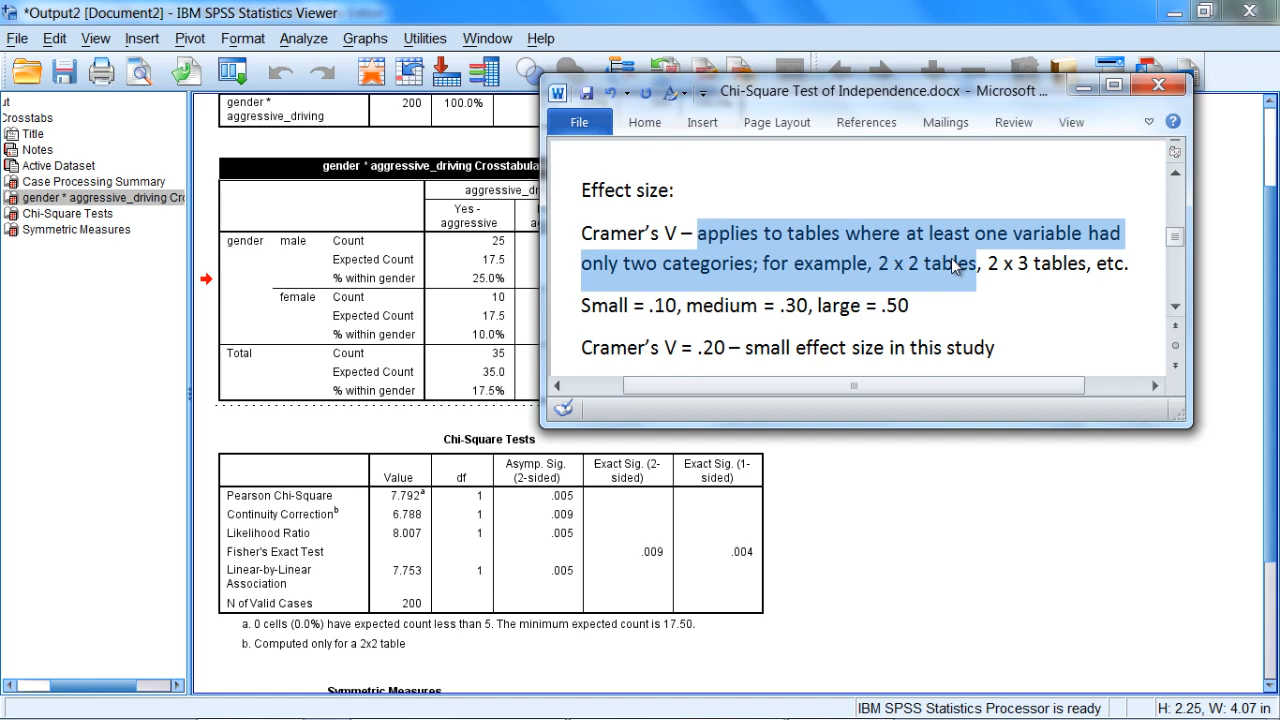 *Output2 [Document2] - IBM SPSS Statistics Viewer
File Edit View Insert Format Analyze Graphs Utilities Window Help
Chi-Square Test of Independence.docx - Microsoft ...
File Home Insert Page Layout References Mailings Review View
Effect size:
Cramer's V – applies to tables where at least one variable had
only two categories; for example, 2 x 2 tables, 2 x 3 tables, etc.
Small = .10, medium = .30, large = .50
Cramer's V = .20 – small effect size in this study
ut
Crosstabs
Title
Notes
Active Dataset
Case Processing Summary
gender * aggressive_driving Cro
Chi-Square Tests
Symmetric Measures
gender * 200 100.0%
aggressive_driving
gender * aggressive_driving Crosstabula
aggressive_dr
Yes -
aggressive
gender male Count 25
Expected Count 17.5
% within gender 25.0%
female Count 10
Expected Count 17.5
% within gender 10.0%
Total Count 35
Expected Count 35.0
% within gender 17.5%
Chi-Square Tests
Value df Asymp. Sig. (2-sided) Exact Sig. (2-sided) Exact Sig. (1-sided)
Pearson Chi-Square 7.792a 1 .005
Continuity Correctionb 6.788 1 .009
Likelihood Ratio 8.007 1 .005
Fisher's Exact Test .009 .004
Linear-by-Linear 7.753 1 .005
Association
N of Valid Cases 200
a. 0 cells (0.0%) have expected count less than 5. The minimum expected count is 17.50.
b. Computed only for a 2x2 table
Symmetric Measures
IBM SPSS Statistics Processor is ready H: 2.25, W: 4.07 in